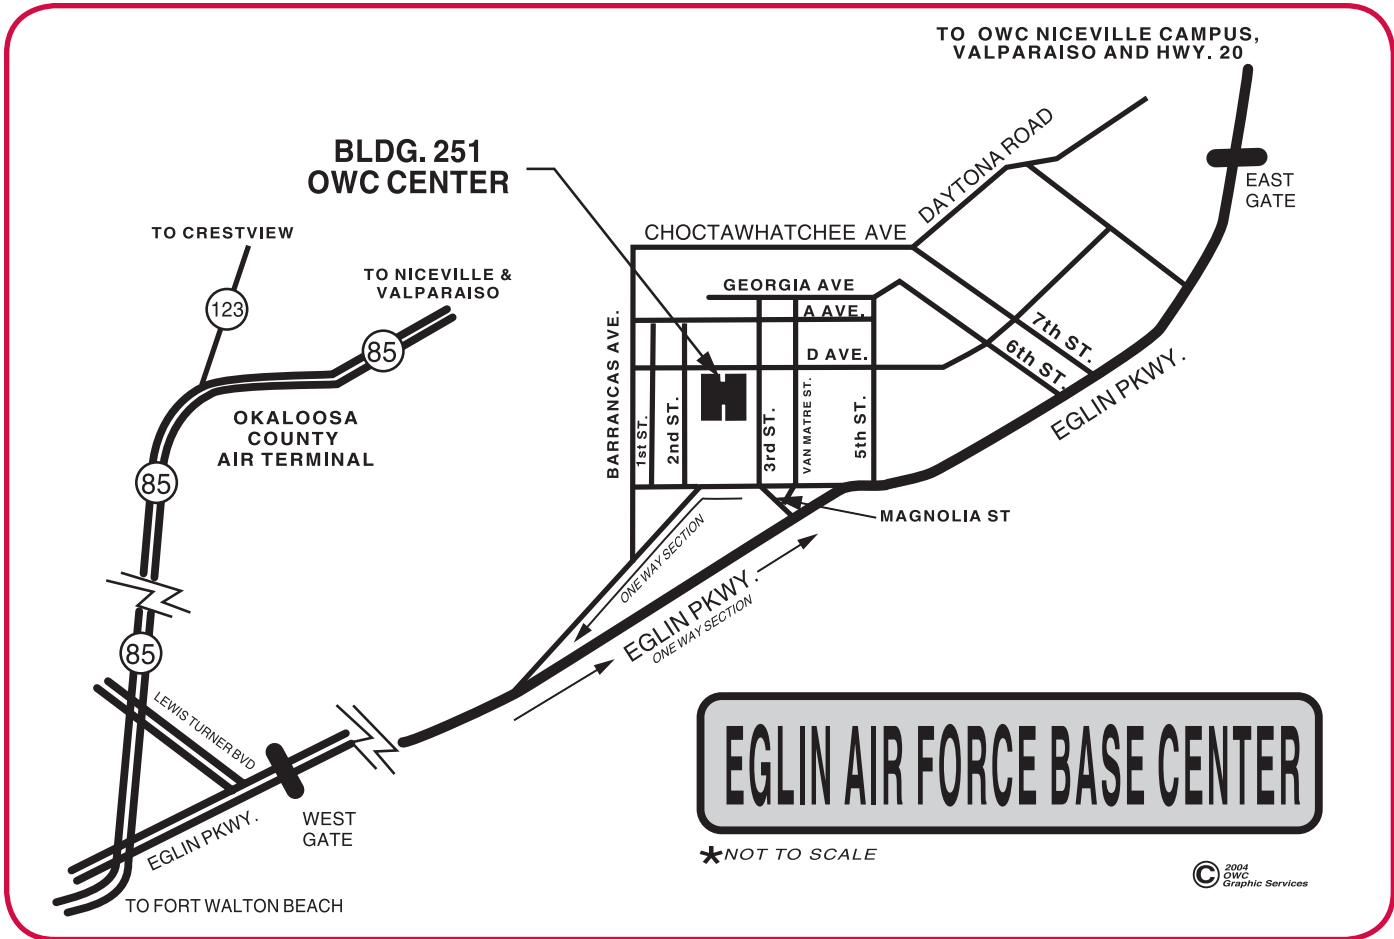 TO OWC NICEVILLE CAMPUS,
VALPARAISO AND HWY. 20
BLDG. 251
OWC CENTER
DAYTONA ROAD
EAST
GATE
TO CRESTVIEW
CHOCTAWHATCHEE AVE
TO NICEVILLE &
VALPARAISO
GEORGIA AVE
123
A AVE.
85
BARRANCAS AVE.
D AVE.
7th ST.
6th ST.
EGLIN PKWY.
OKALOOSA
COUNTY
AIR TERMINAL
1st ST.
2nd ST.
3rd ST.
VAN MATRE ST.
5th ST.
85
MAGNOLIA ST
ONE WAY SECTION
EGLIN PKWY.
ONE WAY SECTION
85
LEWIS TURNER BVD
EGLIN PKWY.
WEST
GATE
EGLIN AIR FORCE BASE CENTER
*NOT TO SCALE
© 2004
OWC
Graphic Services
TO FORT WALTON BEACH